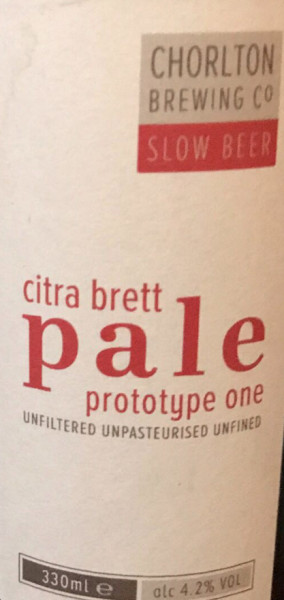 CHORLTON
BREWING Co
SLOW BEER
citra brett
pale
prototype one
UNFILTERED UNPASTEURISED UNFINED
330ml ℮
alc 4.2% VOL